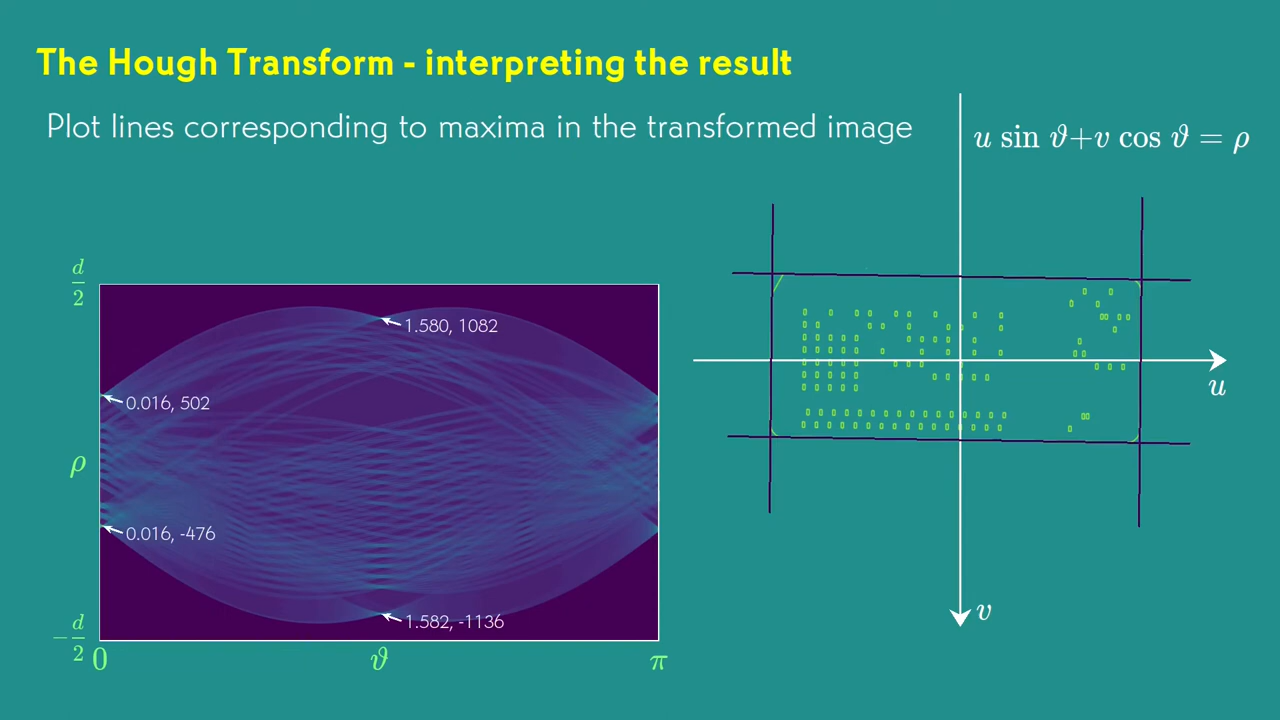 The Hough Transform - interpreting the result
Plot lines corresponding to maxima in the transformed image
u sin ϑ+v cos ϑ = ρ
d/2
1.580, 1082
0.016, 502
ρ
0.016, -476
1.582, -1136
-d/2
0
ϑ
π
u
v